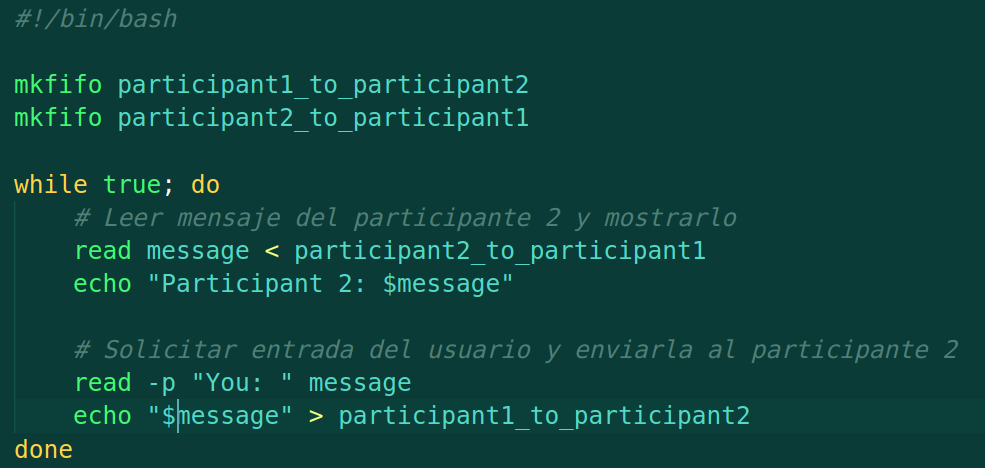 #!/bin/bash
mkfifo participant1_to_participant2
mkfifo participant2_to_participant1
while true; do
# Leer mensaje del participante 2 y mostrarlo
read message < participant2_to_participant1
echo "Participant 2: $message"
# Solicitar entrada del usuario y enviarla al participante 2
read -p "You: " message
echo "$message" > participant1_to_participant2
done